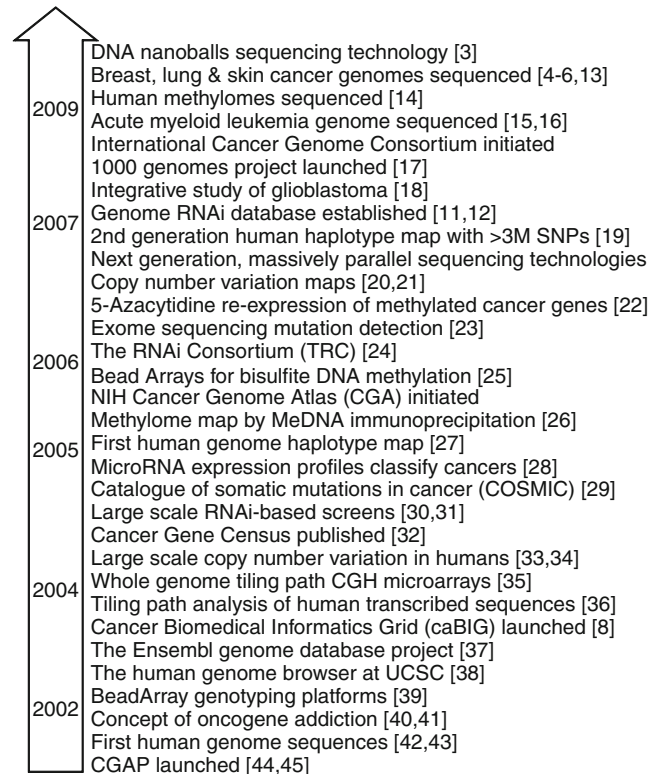 DNA nanoballs sequencing technology [3]
Breast, lung & skin cancer genomes sequenced [4-6,13]
Human methylomes sequenced [14]
2009
Acute myeloid leukemia genome sequenced [15,16]
International Cancer Genome Consortium initiated
1000 genomes project launched [17]
Integrative study of glioblastoma [18]
Genome RNAi database established [11,12]
2007
2nd generation human haplotype map with >3M SNPs [19]
Next generation, massively parallel sequencing technologies
Copy number variation maps [20,21]
5-Azacytidine re-expression of methylated cancer genes [22]
Exome sequencing mutation detection [23]
The RNAi Consortium (TRC) [24]
2006
Bead Arrays for bisulfite DNA methylation [25]
NIH Cancer Genome Atlas (CGA) initiated
Methylome map by MeDNA immunoprecipitation [26]
First human genome haplotype map [27]
2005
MicroRNA expression profiles classify cancers [28]
Catalogue of somatic mutations in cancer (COSMIC) [29]
Large scale RNAi-based screens [30,31]
Cancer Gene Census published [32]
Large scale copy number variation in humans [33,34]
Whole genome tiling path CGH microarrays [35]
2004
Tiling path analysis of human transcribed sequences [36]
Cancer Biomedical Informatics Grid (caBIG) launched [8]
The Ensembl genome database project [37]
The human genome browser at UCSC [38]
BeadArray genotyping platforms [39]
2002
Concept of oncogene addiction [40,41]
First human genome sequences [42,43]
CGAP launched [44,45]